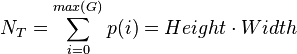 N_T = \sum_{i=0}^{max(G)} p(i) = Height \cdot Width